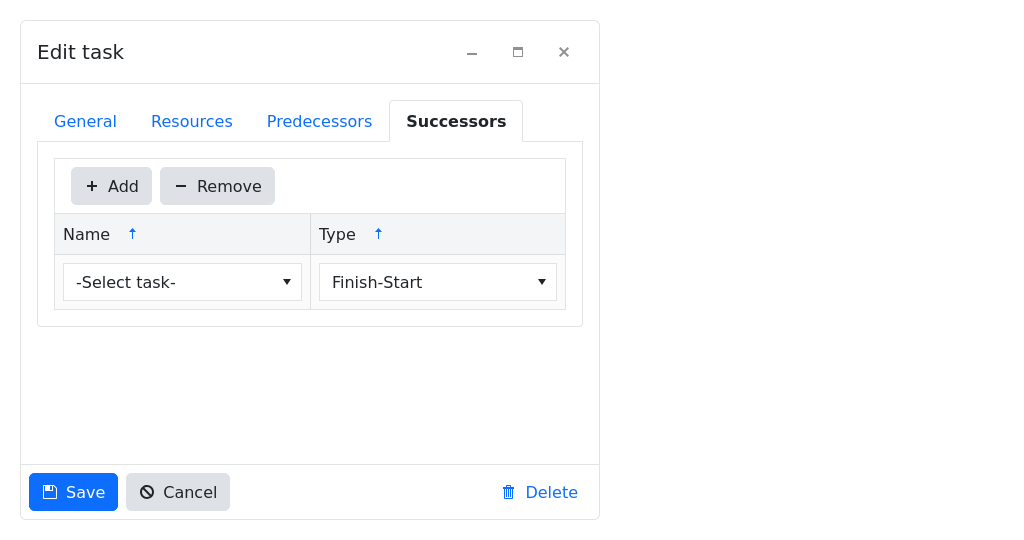 Edit task
General Resources Predecessors Successors
Add Remove
Name Type
-Select task- Finish-Start
Save Cancel Delete